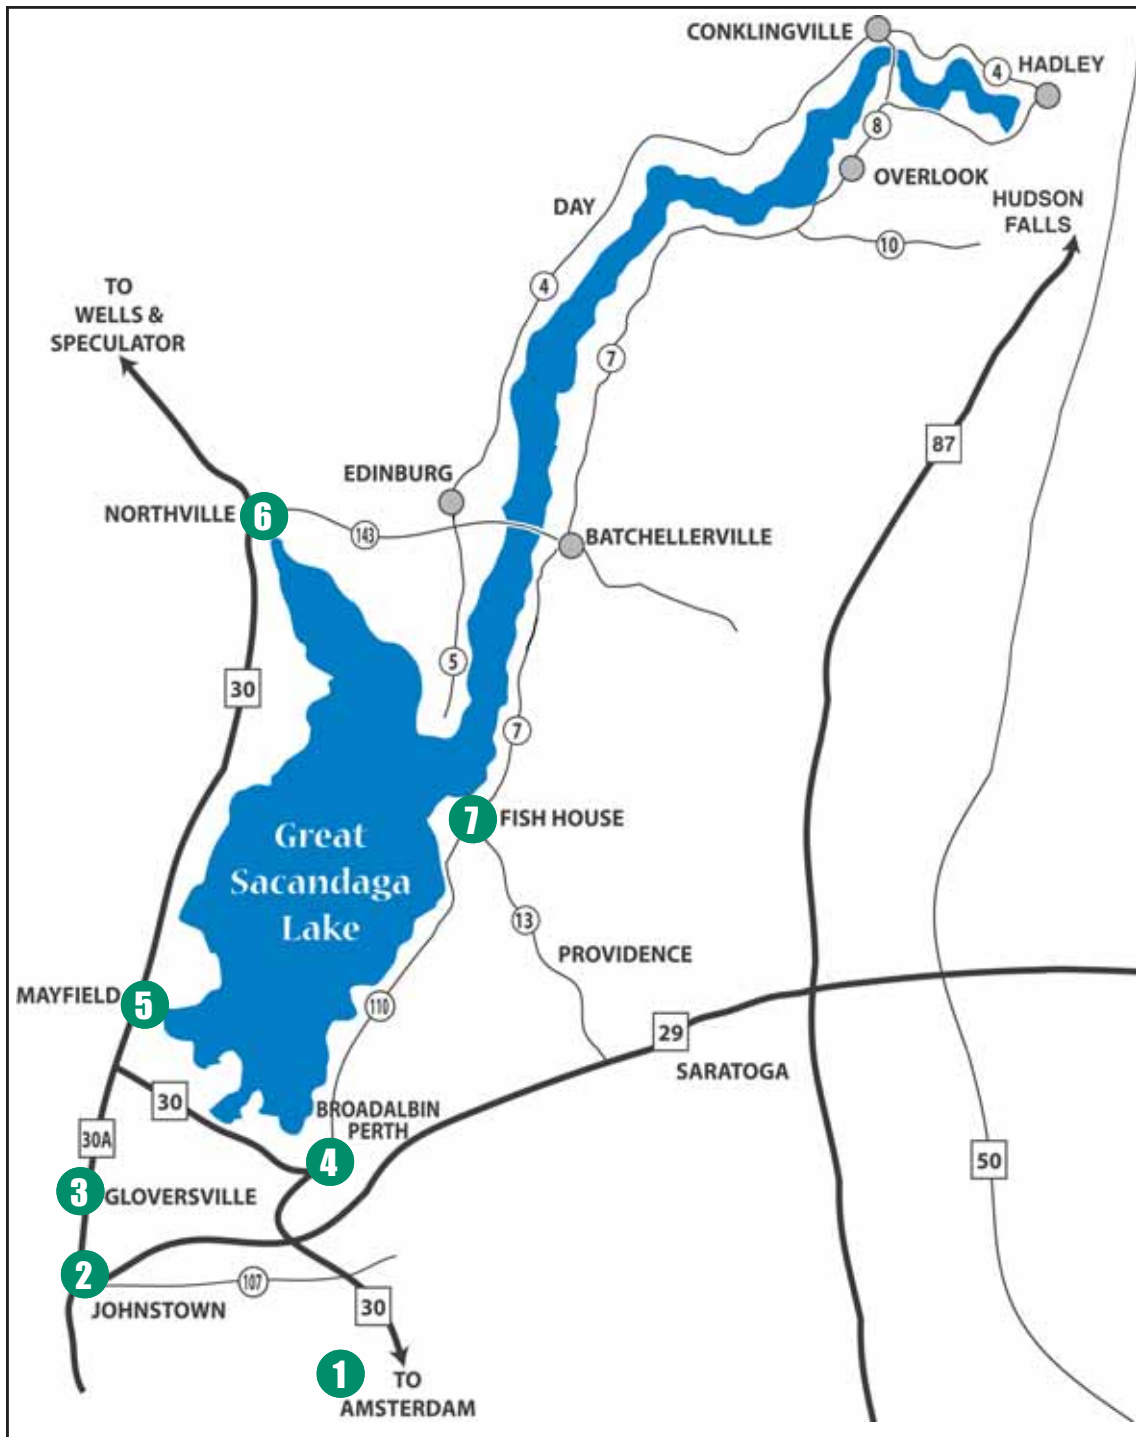 CONKLINGVILLE
4
HADLEY
8
OVERLOOK
HUDSON
FALLS
DAY
10
TO
WELLS &
SPECULATOR
4
7
87
EDINBURG
NORTHVILLE
6
143
BATCHELLERVILLE
5
30
7
7
FISH HOUSE
Great
Sacandaga
Lake
13
PROVIDENCE
MAYFIELD
5
110
29
SARATOGA
30
BROADALBIN
PERTH
30A
4
50
3
GLOVERSVILLE
2
107
JOHNSTOWN
30
1
TO
AMSTERDAM